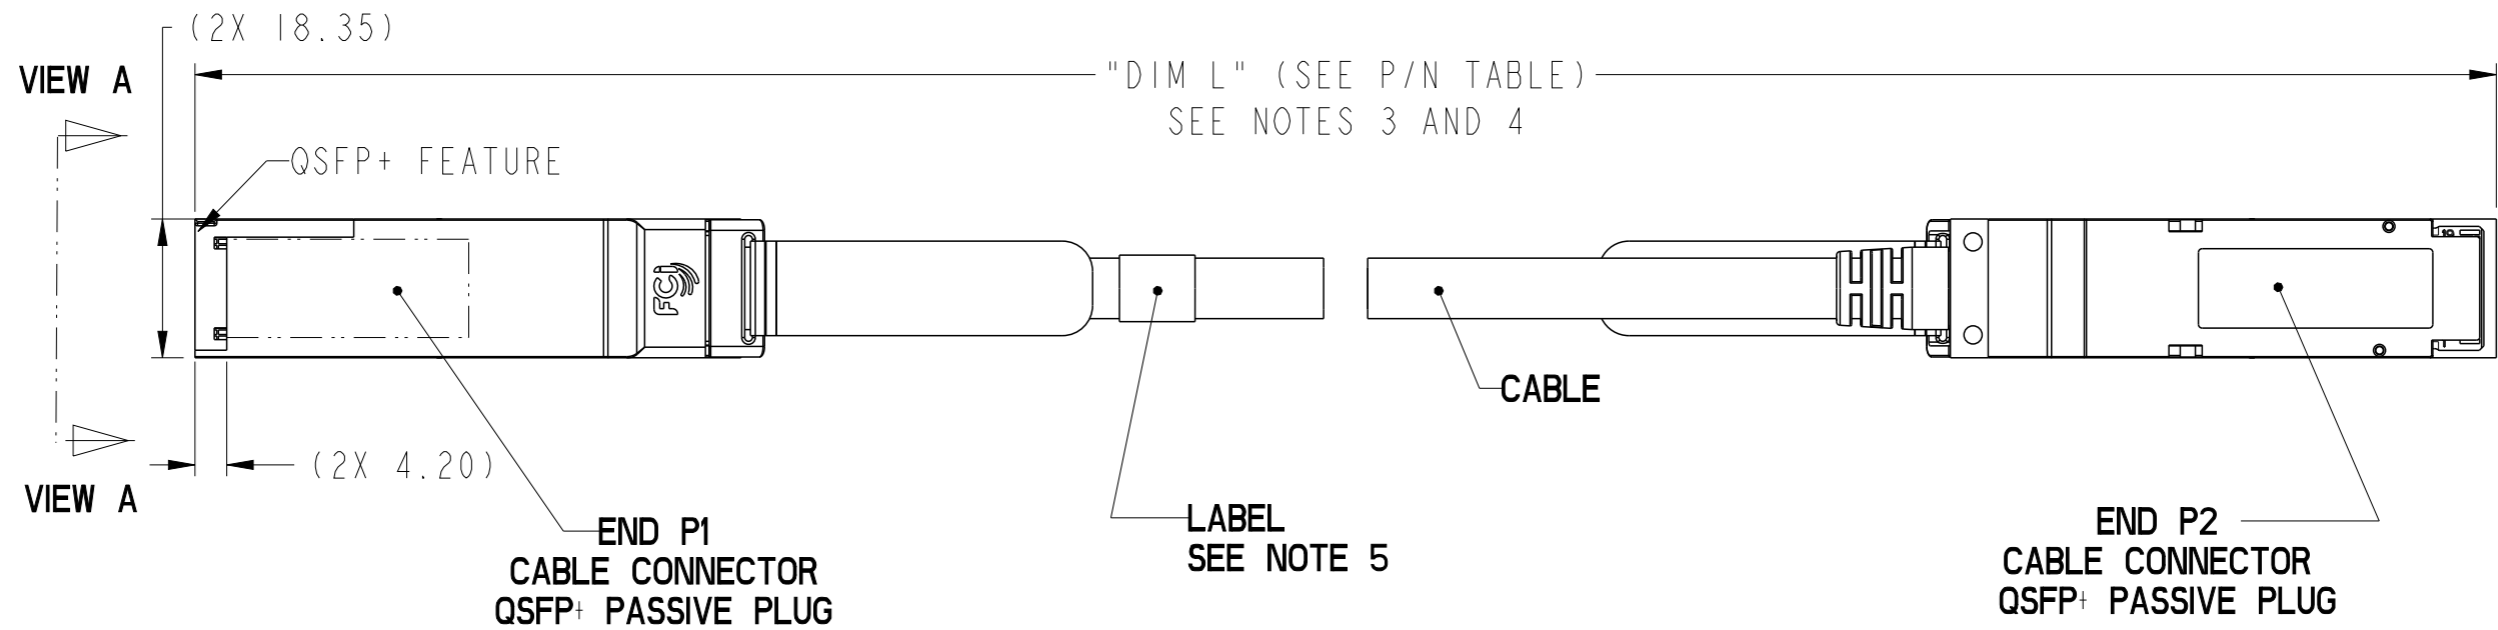 (2X 18.35)
VIEW A
"DIM L" (SEE P/N TABLE)
SEE NOTES 3 AND 4
QSFP+ FEATURE
FCI
CABLE
(2X 4.20)
VIEW A
END P1
CABLE CONNECTOR
QSFP+ PASSIVE PLUG
LABEL
SEE NOTE 5
END P2
CABLE CONNECTOR
QSFP+ PASSIVE PLUG